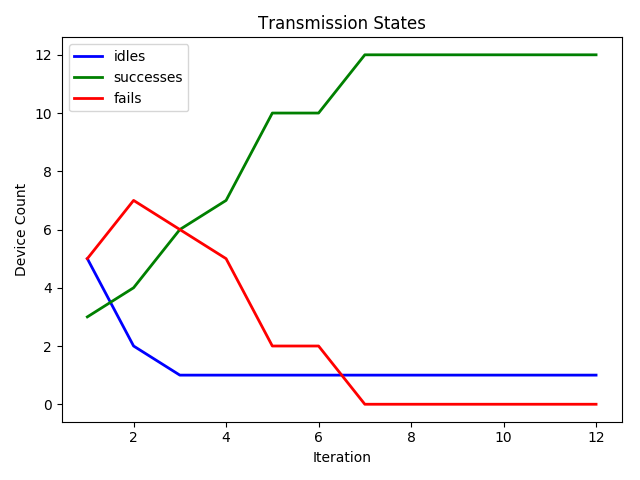 Transmission States
idles
successes
fails
Device Count
12
10
8
6
4
2
0
2 4 6 8 10 12
Iteration